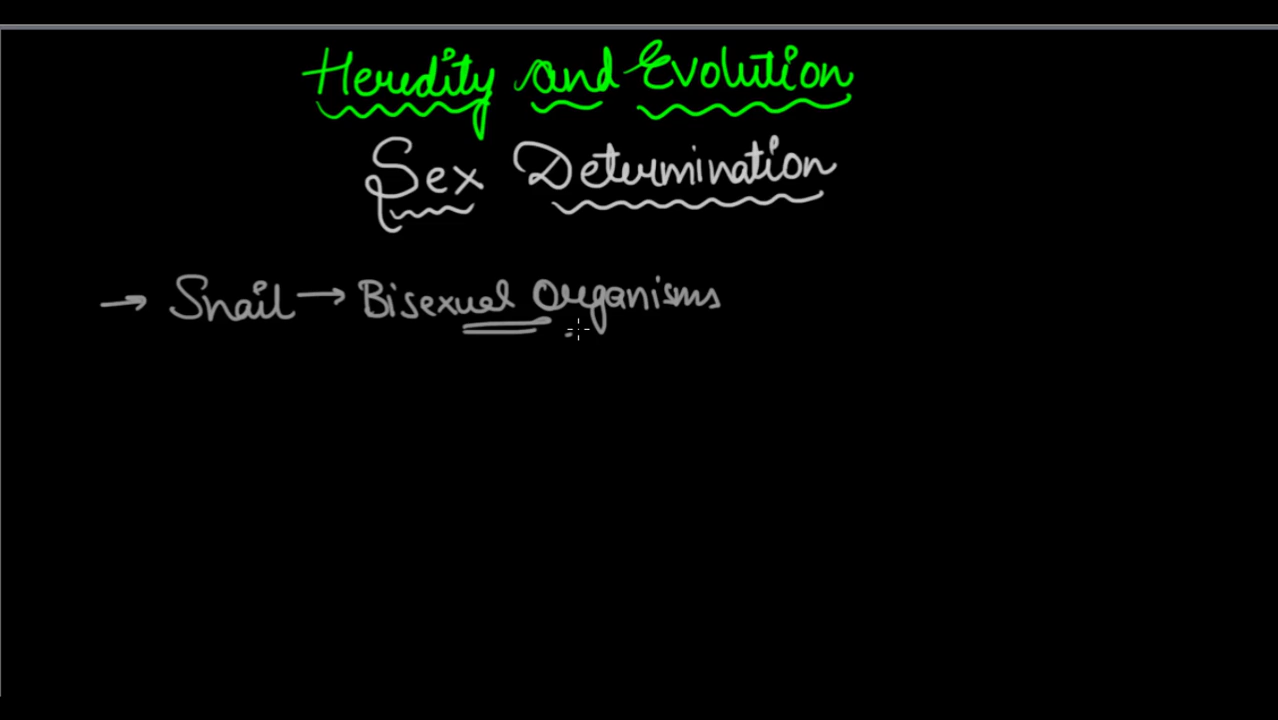 Heredity and Evolution
Sex Determination
→ Snail → Bisexual Organisms